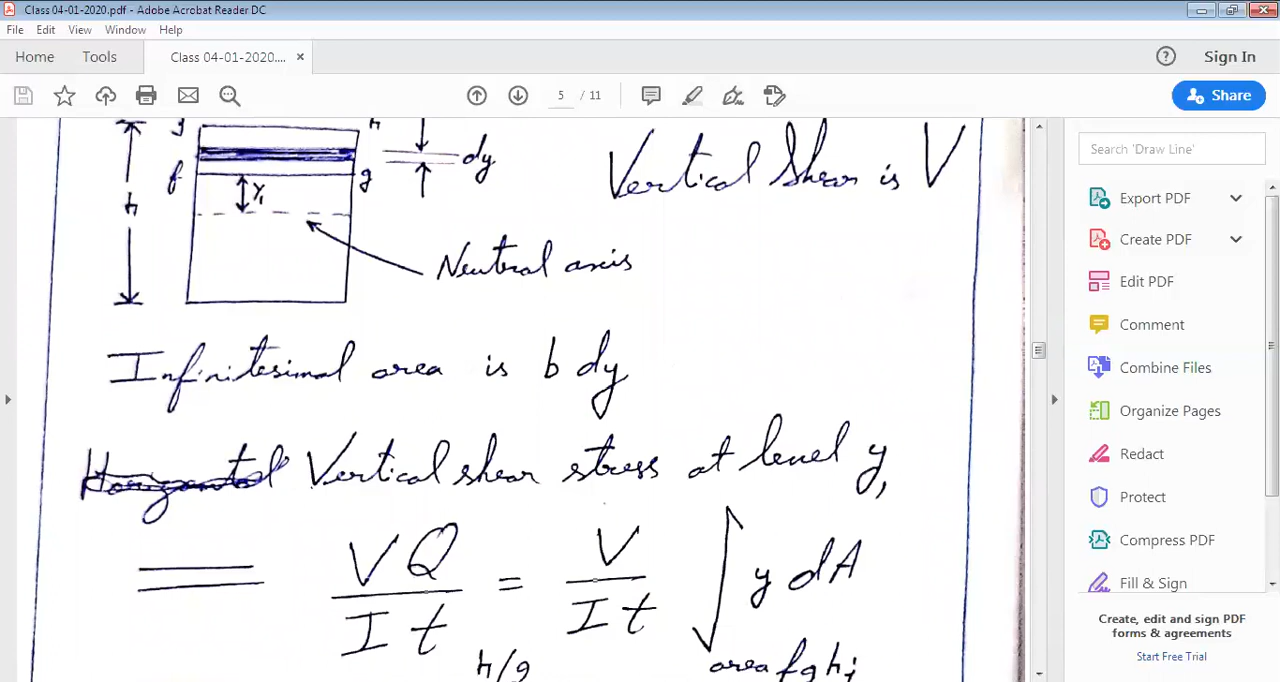 Class 04-01-2020.pdf - Adobe Acrobat Reader DC
File Edit View Window Help
Home Tools Class 04-01-2020.... × ? Sign In
5 / 11 Share
j h dy Vertical Shear is V
f g
h y₁
Neutral axis
Infinitesimal area is b dy
Horizontal Vertical shear stress at level y₁
= VQ / It = V / It ∫ y dA
area fghj
h/2
Search 'Draw Line'
Export PDF
Create PDF
Edit PDF
Comment
Combine Files
Organize Pages
Redact
Protect
Compress PDF
Fill & Sign
Create, edit and sign PDF
forms & agreements
Start Free Trial